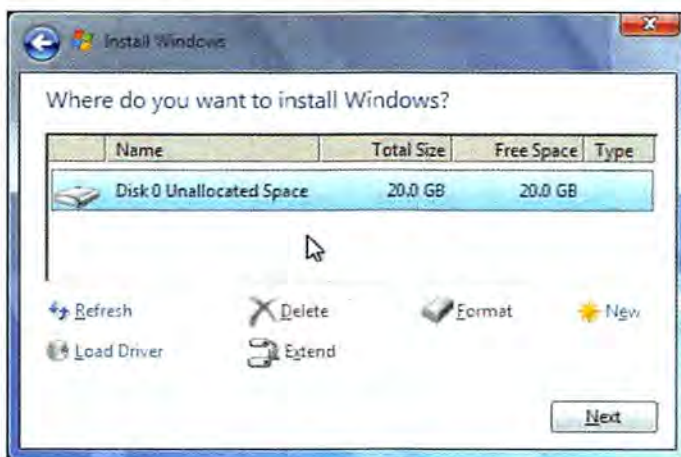 Install Windows
Where do you want to install Windows?
Name Total Size Free Space Type
Disk 0 Unallocated Space 20.0 GB 20.0 GB
Refresh Delete Format New
Load Driver Extend
Next